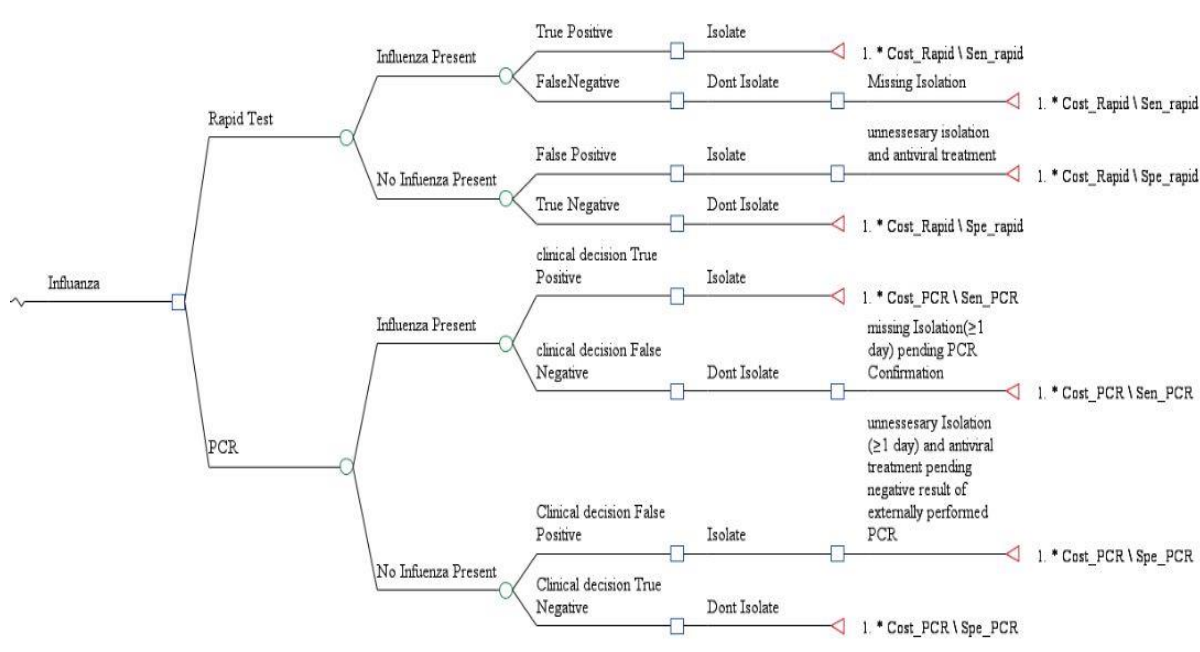 Influanza
Rapid Test
Influenza Present
True Positive
Isolate
1. * Cost_Rapid \ Sen_rapid
FalseNegative
Dont Isolate
Missing Isolation
1. * Cost_Rapid \ Sen_rapid
No Infuenza Present
False Positive
Isolate
unnessesary isolation
and antiviral treatment
1. * Cost_Rapid \ Spe_rapid
True Negative
Dont Isolate
1. * Cost_Rapid \ Spe_rapid
PCR
Influenza Present
clinical decision True
Positive
Isolate
1. * Cost_PCR \ Sen_PCR
clinical decision False
Negative
Dont Isolate
missing Isolation(≥1
day) pending PCR
Confirmation
1. * Cost_PCR \ Sen_PCR
No Infuenza Present
Clinical decision False
Positive
Isolate
unnessesary Isolation
(≥1 day) and antiviral
treatment pending
negative result of
externally performed
PCR
1. * Cost_PCR \ Spe_PCR
Clinical decision True
Negative
Dont Isolate
1. * Cost_PCR \ Spe_PCR